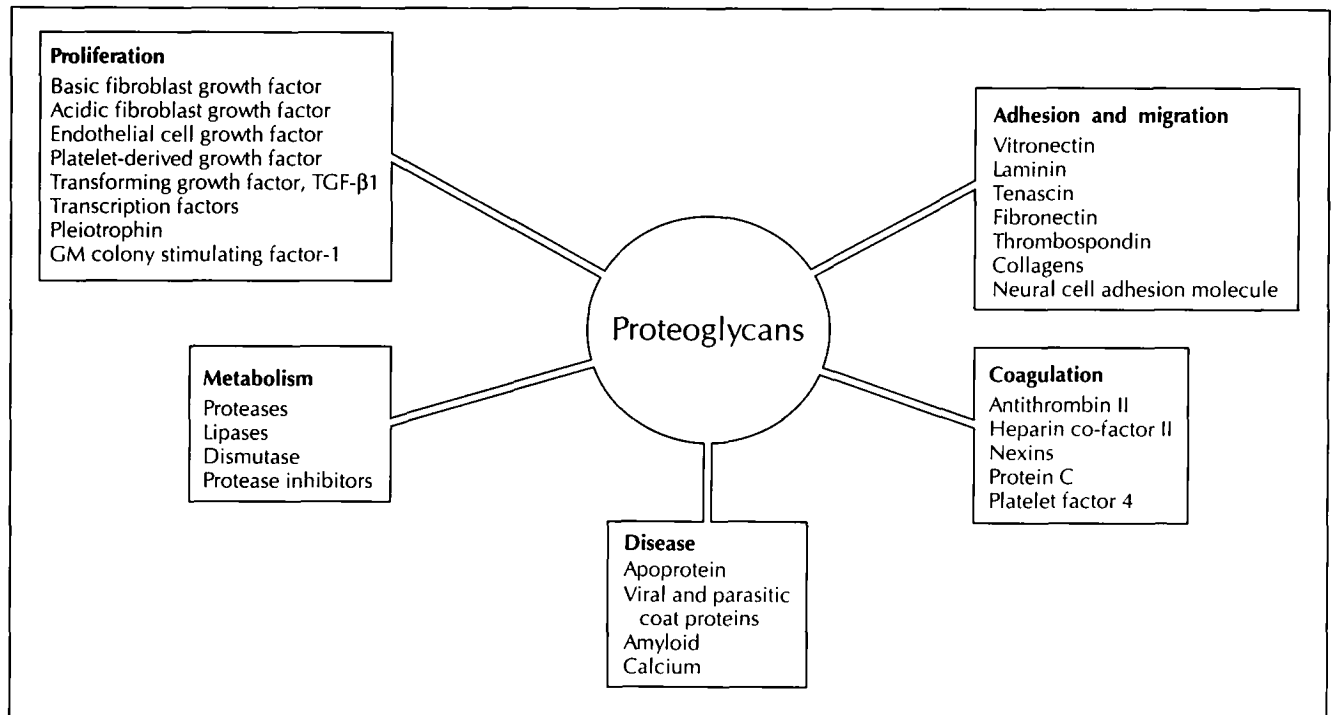 Proliferation
Basic fibroblast growth factor
Acidic fibroblast growth factor
Endothelial cell growth factor
Platelet-derived growth factor
Transforming growth factor, TGF-β1
Transcription factors
Pleiotrophin
GM colony stimulating factor-1
Adhesion and migration
Vitronectin
Laminin
Tenascin
Fibronectin
Thrombospondin
Collagens
Neural cell adhesion molecule
Proteoglycans
Metabolism
Proteases
Lipases
Dismutase
Protease inhibitors
Coagulation
Antithrombin II
Heparin co-factor II
Nexins
Protein C
Platelet factor 4
Disease
Apoprotein
Viral and parasitic
coat proteins
Amyloid
Calcium